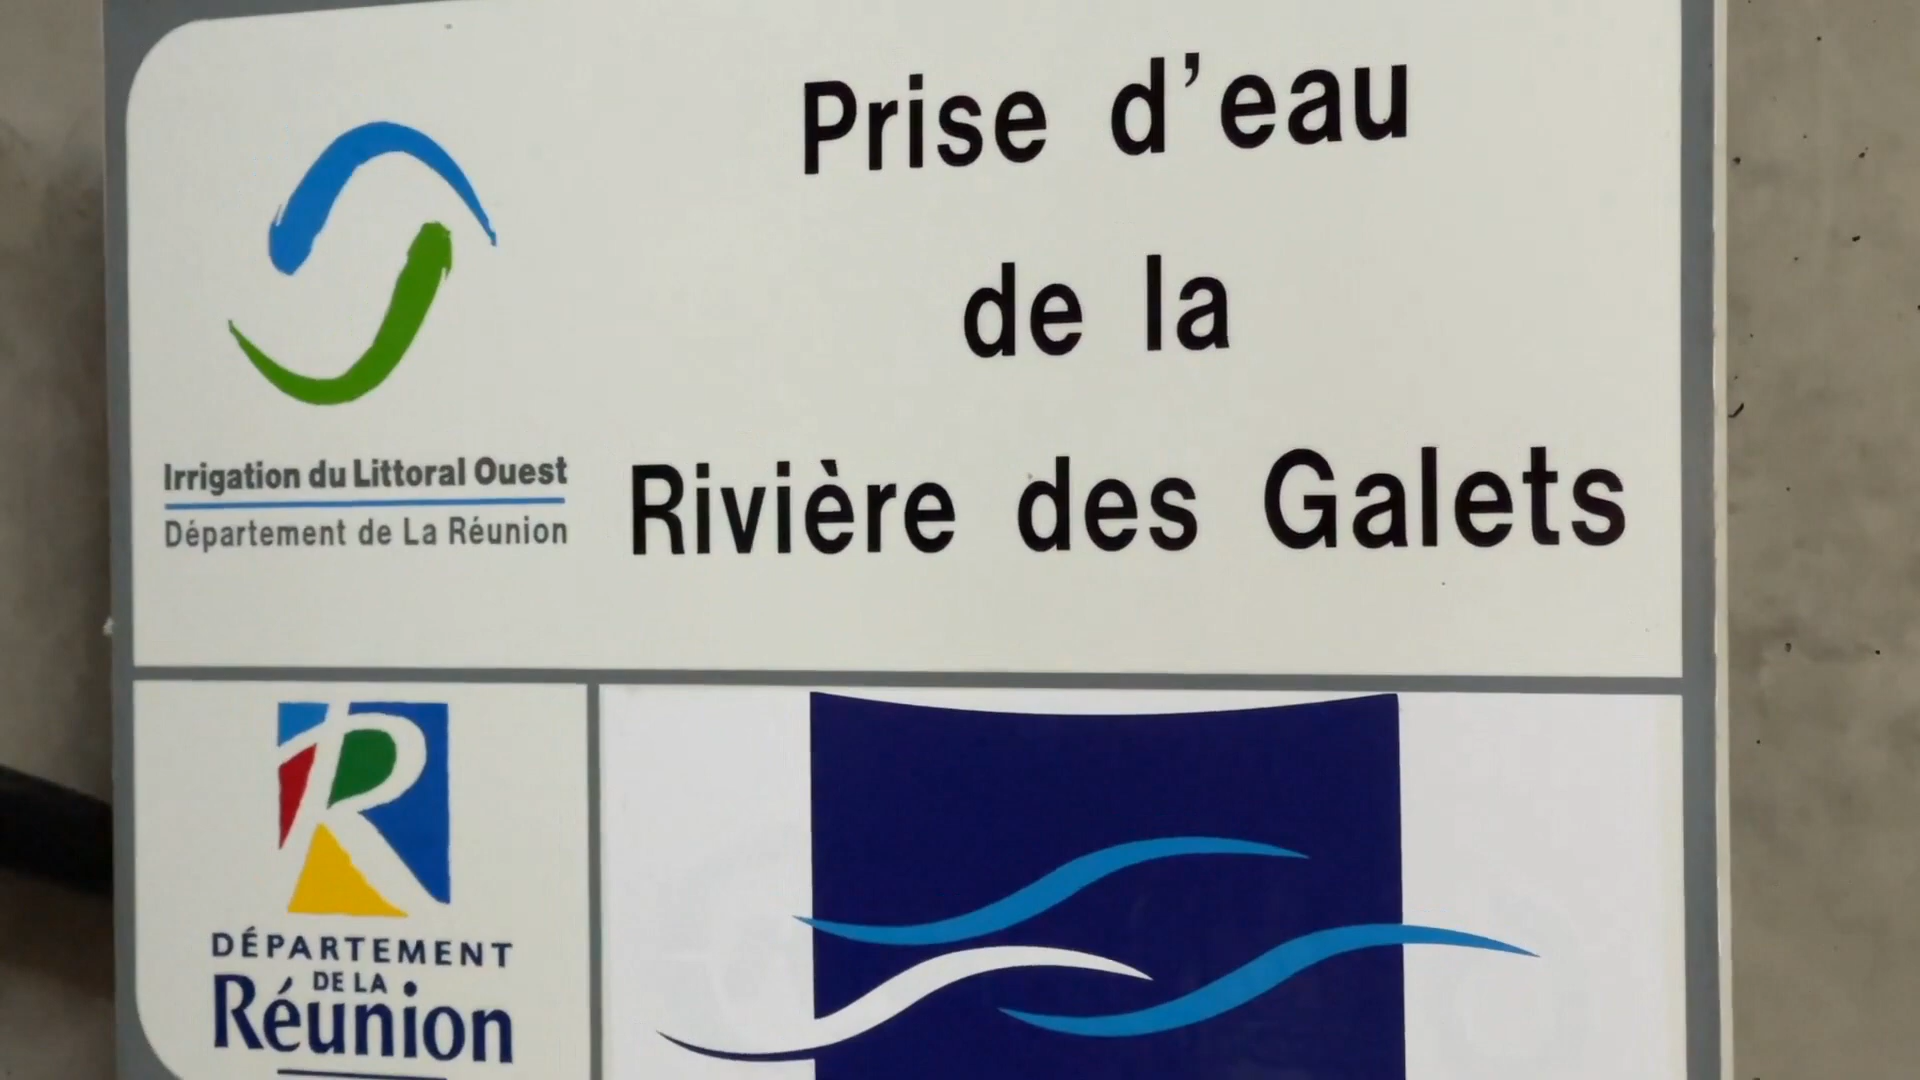 Prise d'eau
de la
Rivière des Galets
Irrigation du Littoral Ouest
Département de La Réunion
DÉPARTEMENT
DE LA
Réunion